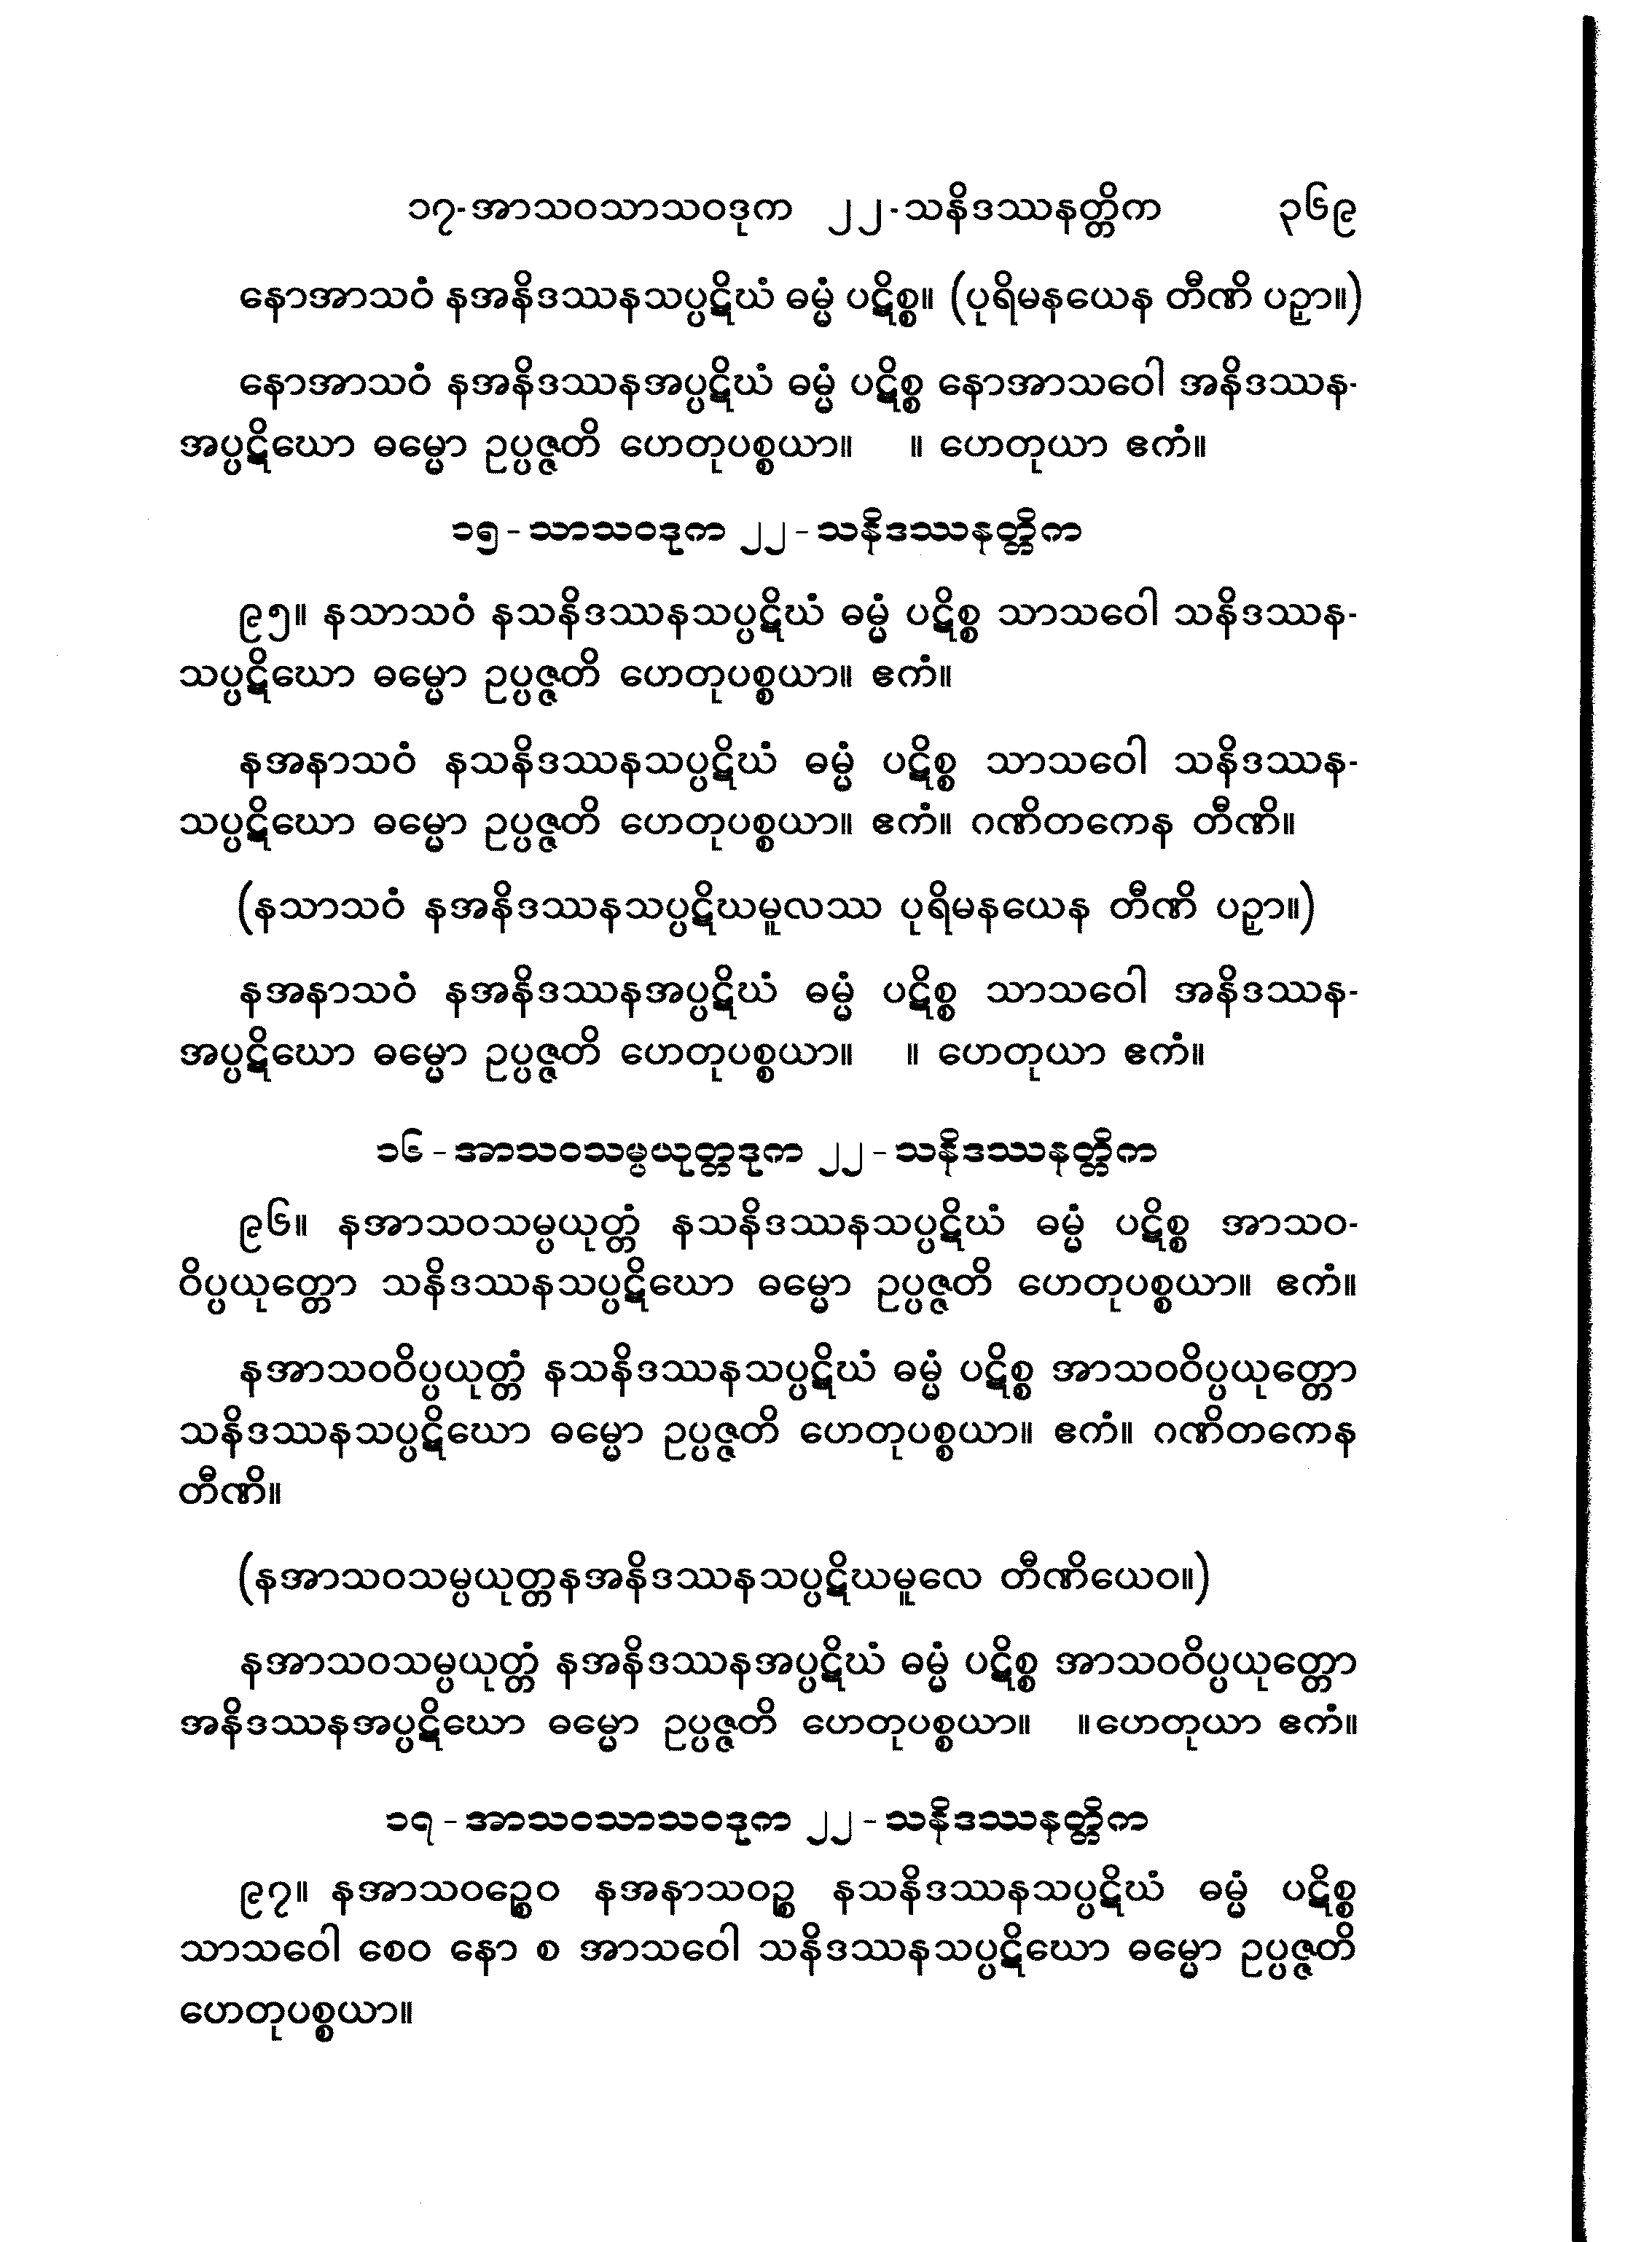 ၁၇-အာသဝသာသဝဒုက ၂၂-သနိဒဿနတ္တိက ၃၆၉
နောအာသဝံ နအနိဒဿနသပ္ပဋိဃံ ဓမ္မံ ပဋိစ္စ။ (ပုရိမနယေန တီဏိ ပဉှာ။)
နောအာသဝံ နအနိဒဿနအပ္ပဋိဃံ ဓမ္မံ ပဋိစ္စ နောအာသဝေါ အနိဒဿန-
အပ္ပဋိဃော ဓမ္မော ဥပ္ပဇ္ဇတိ ဟေတုပစ္စယာ။ ။ ဟေတုယာ ဧကံ။
၁၅ - သာသဝဒုက ၂၂ - သနိဒဿနတ္တိက
၉၅။ နသာသဝံ နသနိဒဿနသပ္ပဋိဃံ ဓမ္မံ ပဋိစ္စ သာသဝေါ သနိဒဿန-
သပ္ပဋိဃော ဓမ္မော ဥပ္ပဇ္ဇတိ ဟေတုပစ္စယာ။ ဧကံ။
နအနာသဝံ နသနိဒဿနသပ္ပဋိဃံ ဓမ္မံ ပဋိစ္စ သာသဝေါ သနိဒဿန-
သပ္ပဋိဃော ဓမ္မော ဥပ္ပဇ္ဇတိ ဟေတုပစ္စယာ။ ဧကံ။ ဂဏိတကေန တီဏိ။
(နသာသဝံ နအနိဒဿနသပ္ပဋိဃမူလဿ ပုရိမနယေန တီဏိ ပဉှာ။)
နအနာသဝံ နအနိဒဿနအပ္ပဋိဃံ ဓမ္မံ ပဋိစ္စ သာသဝေါ အနိဒဿန-
အပ္ပဋိဃော ဓမ္မော ဥပ္ပဇ္ဇတိ ဟေတုပစ္စယာ။ ။ ဟေတုယာ ဧကံ။
၁၆ - အာသဝသမ္ပယုတ္တဒုက ၂၂ - သနိဒဿနတ္တိက
၉၆။ နအာသဝသမ္ပယုတ္တံ နသနိဒဿနသပ္ပဋိဃံ ဓမ္မံ ပဋိစ္စ အာသဝ-
ဝိပ္ပယုတ္တော သနိဒဿနသပ္ပဋိဃော ဓမ္မော ဥပ္ပဇ္ဇတိ ဟေတုပစ္စယာ။ ဧကံ။
နအာသဝဝိပ္ပယုတ္တံ နသနိဒဿနသပ္ပဋိဃံ ဓမ္မံ ပဋိစ္စ အာသဝဝိပ္ပယုတ္တော
သနိဒဿနသပ္ပဋိဃော ဓမ္မော ဥပ္ပဇ္ဇတိ ဟေတုပစ္စယာ။ ဧကံ။ ဂဏိတကေန
တီဏိ။
(နအာသဝသမ္ပယုတ္တနအနိဒဿနသပ္ပဋိဃမူလေ တီဏိယေဝ။)
နအာသဝသမ္ပယုတ္တံ နအနိဒဿနအပ္ပဋိဃံ ဓမ္မံ ပဋိစ္စ အာသဝဝိပ္ပယုတ္တော
အနိဒဿနအပ္ပဋိဃော ဓမ္မော ဥပ္ပဇ္ဇတိ ဟေတုပစ္စယာ။ ။ဟေတုယာ ဧကံ။
၁၇ - အာသဝသာသဝဒုက ၂၂ - သနိဒဿနတ္တိက
၉၇။ နအာသဝဉ္စေဝ နအနာသဝဉ္စ နသနိဒဿနသပ္ပဋိဃံ ဓမ္မံ ပဋိစ္စ
သာသဝေါ စေဝ နော စ အာသဝေါ သနိဒဿနသပ္ပဋိဃော ဓမ္မော ဥပ္ပဇ္ဇတိ
ဟေတုပစ္စယာ။